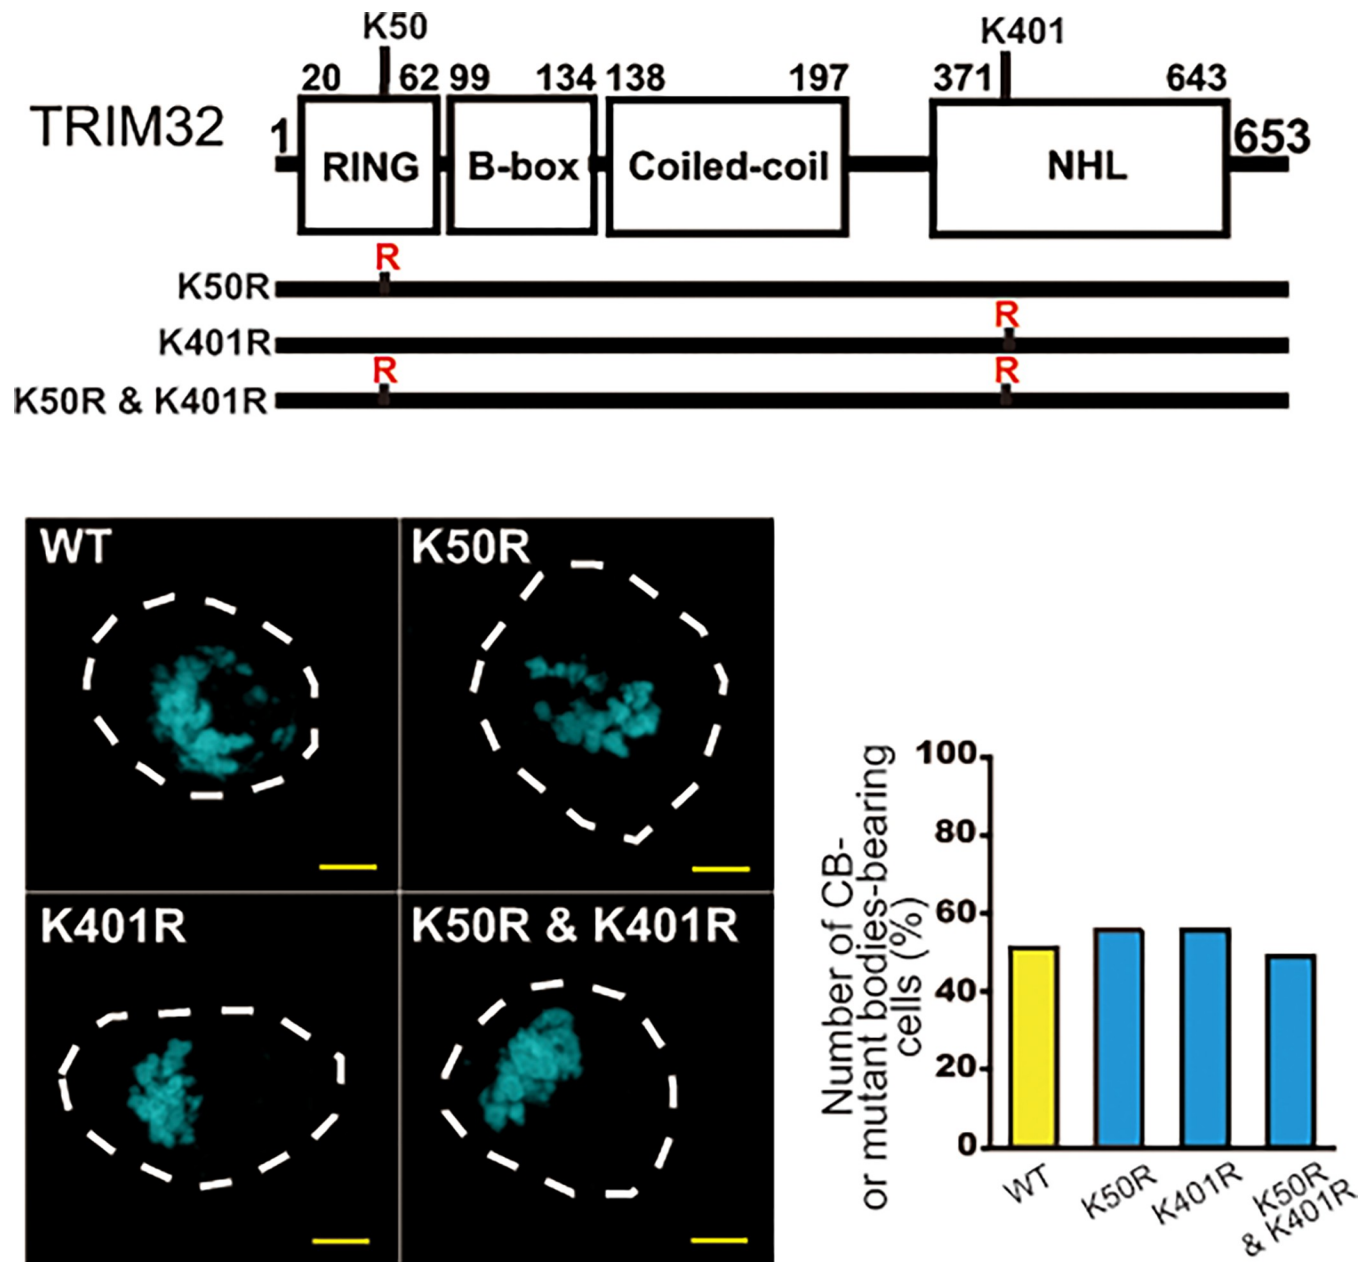 K50
K401
20
62
99
134
138
197
371
643
TRIM32
1
RING
B-box
Coiled-coil
NHL
653
R
K50R
R
K401R
R
R
K50R & K401R
WT
K50R
K401R
K50R & K401R
Number of CB-
or mutant bodies-bearing
cells (%)
100
80
60
40
20
0
WT
K50R
K401R
K50R
& K401R